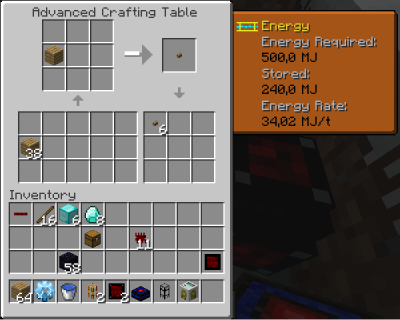 Advanced Crafting Table
Energy
Energy Required:
500,0 MJ
Stored:
240,0 MJ
Energy Rate:
34,02 MJ/t
38
6
Inventory
16 6 8
11
58
64 2 2